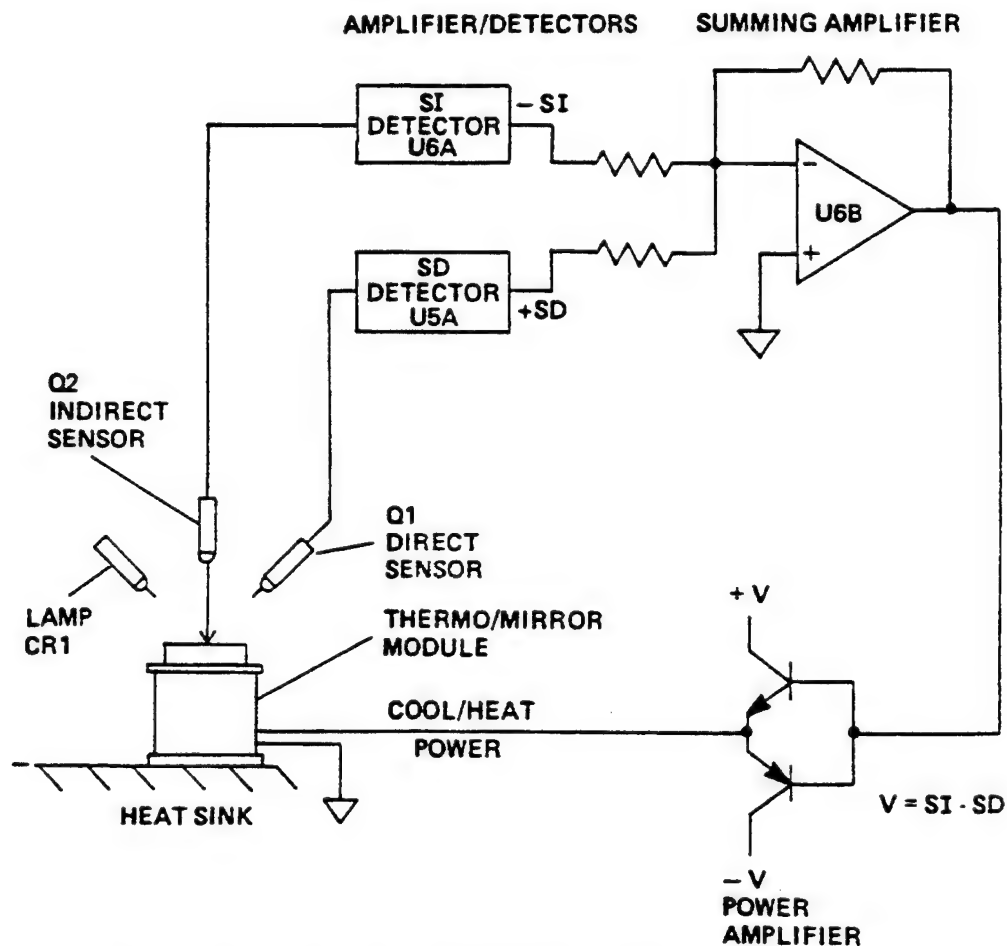 AMPLIFIER/DETECTORS
SUMMING AMPLIFIER
SI
DETECTOR
U6A
- SI
-
U6B
+
SD
DETECTOR
U5A
+SD
Q2
INDIRECT
SENSOR
Q1
DIRECT
SENSOR
LAMP
CR1
THERMO/MIRROR
MODULE
+ V
COOL/HEAT
POWER
HEAT SINK
V = SI - SD
- V
POWER
AMPLIFIER